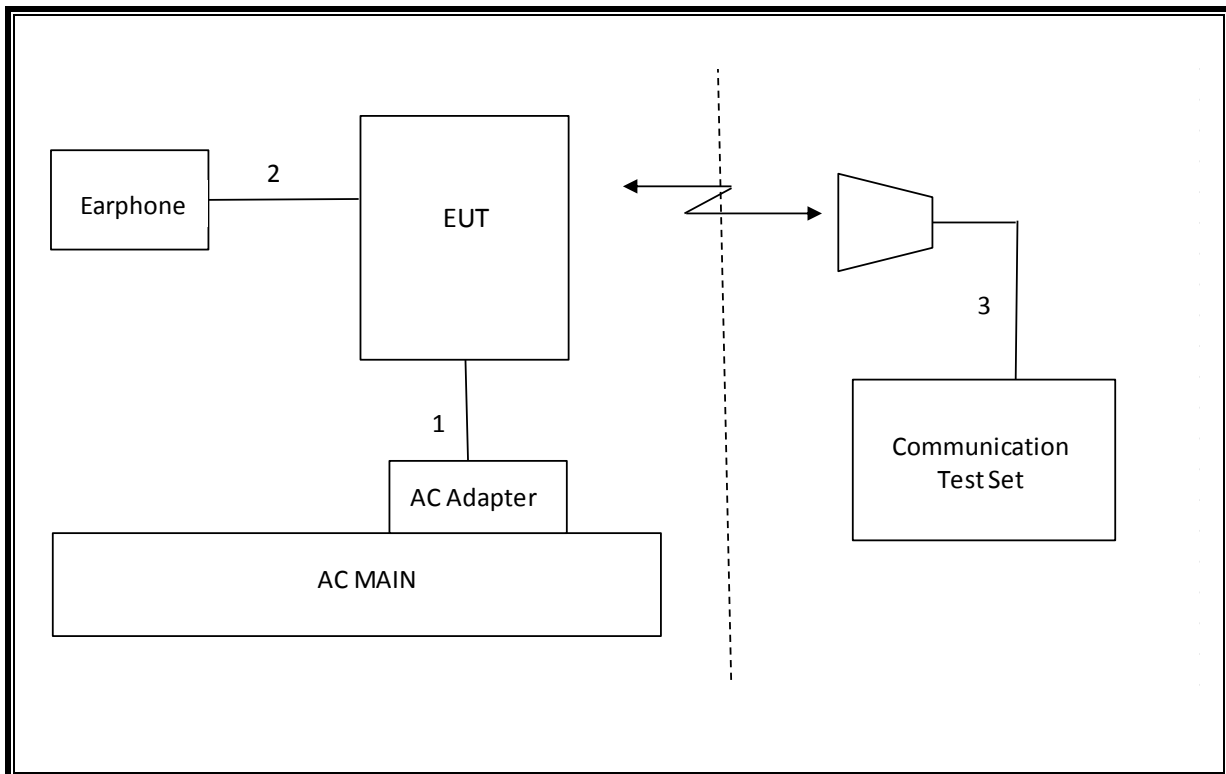 2
Earphone
EUT
3
1
Communication
Test Set
AC Adapter
AC MAIN